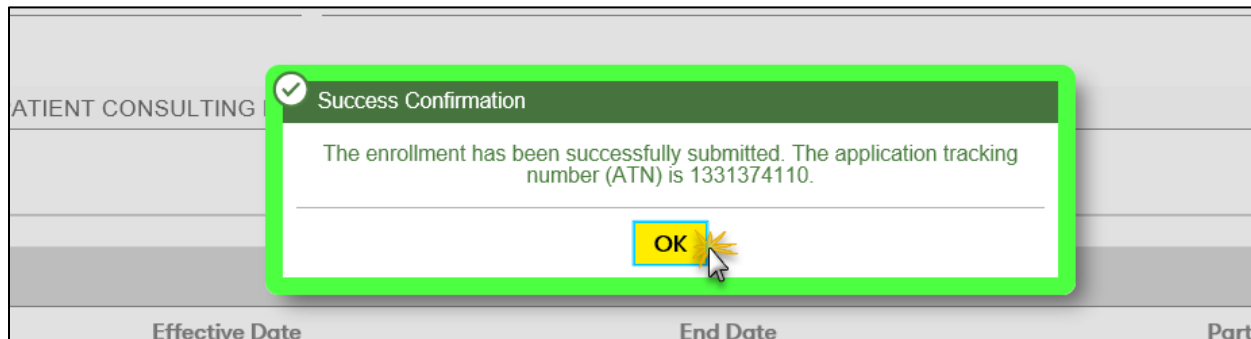 Success Confirmation
ATIENT CONSULTING
The enrollment has been successfully submitted. The application tracking
number (ATN) is 1331374110.
OK
Effective Date End Date Part